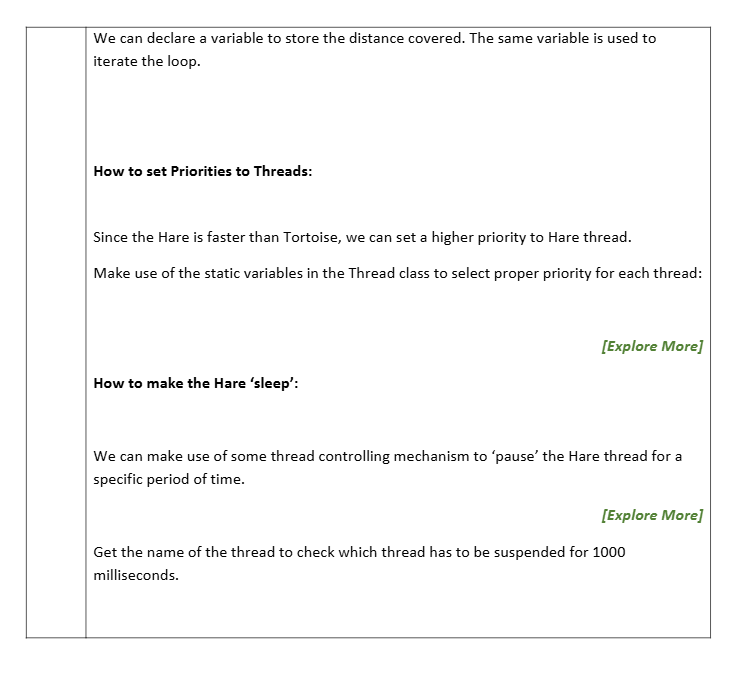 We can declare a variable to store the distance covered. The same variable is used to
iterate the loop.
How to set Priorities to Threads:
Since the Hare is faster than Tortoise, we can set a higher priority to Hare thread.
Make use of the static variables in the Thread class to select proper priority for each thread:
[Explore More]
How to make the Hare ‘sleep’:
We can make use of some thread controlling mechanism to ‘pause’ the Hare thread for a
specific period of time.
[Explore More]
Get the name of the thread to check which thread has to be suspended for 1000
milliseconds.